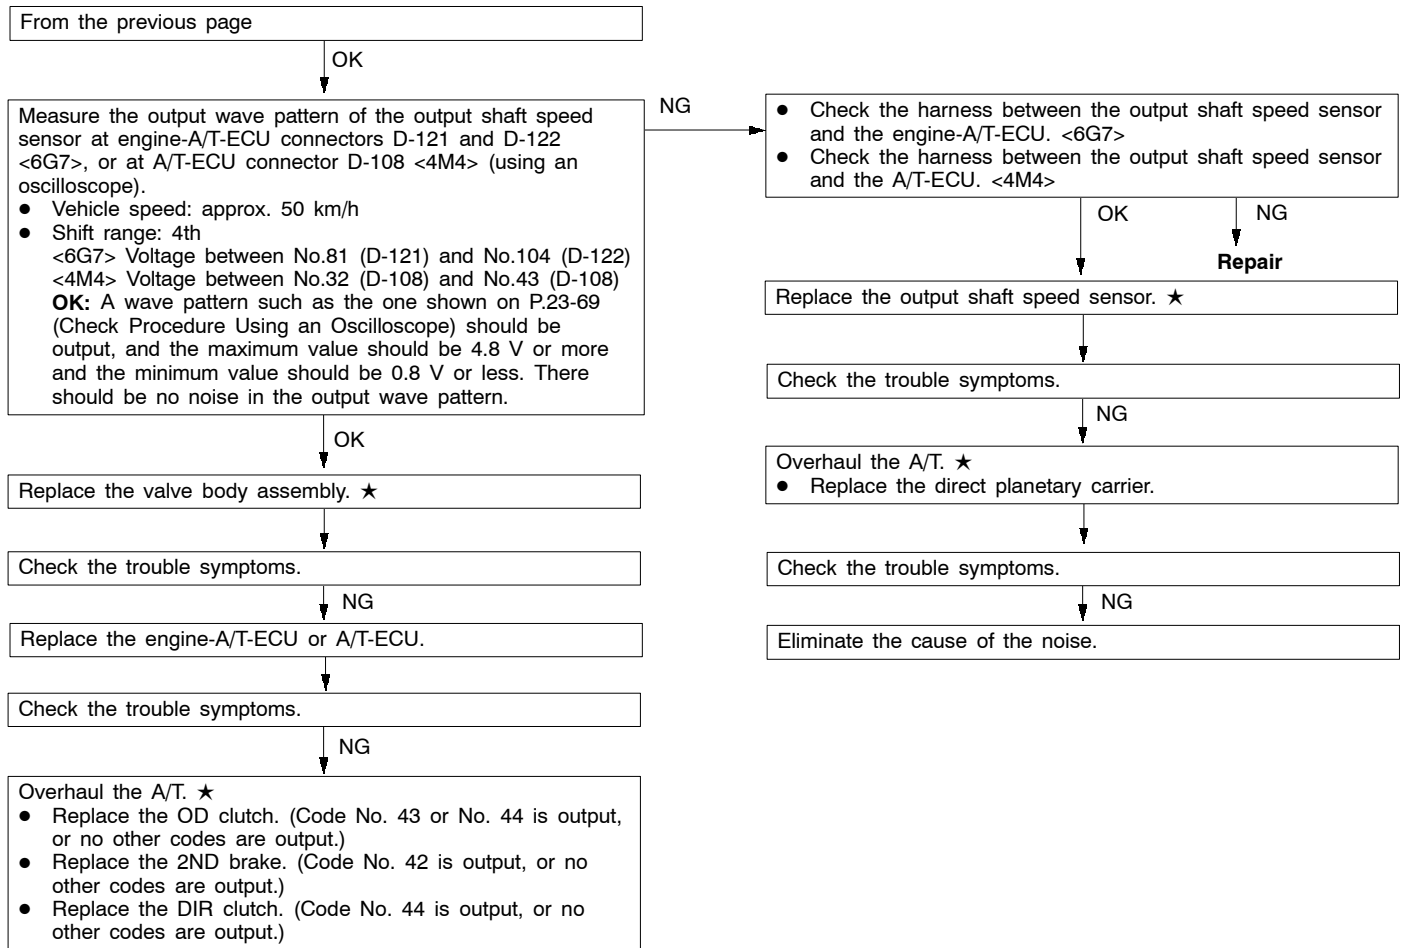 From the previous page
OK
Measure the output wave pattern of the output shaft speed
sensor at engine-A/T-ECU connectors D-121 and D-122
<6G7>, or at A/T-ECU connector D-108 <4M4> (using an
oscilloscope).
● Vehicle speed: approx. 50 km/h
● Shift range: 4th
<6G7> Voltage between No.81 (D-121) and No.104 (D-122)
<4M4> Voltage between No.32 (D-108) and No.43 (D-108)
OK: A wave pattern such as the one shown on P.23-69
(Check Procedure Using an Oscilloscope) should be
output, and the maximum value should be 4.8 V or more
and the minimum value should be 0.8 V or less. There
should be no noise in the output wave pattern.
OK
Replace the valve body assembly. ★
Check the trouble symptoms.
NG
Replace the engine-A/T-ECU or A/T-ECU.
Check the trouble symptoms.
NG
Overhaul the A/T. ★
● Replace the OD clutch. (Code No. 43 or No. 44 is output,
or no other codes are output.)
● Replace the 2ND brake. (Code No. 42 is output, or no
other codes are output.)
● Replace the DIR clutch. (Code No. 44 is output, or no
other codes are output.)
NG
● Check the harness between the output shaft speed sensor
and the engine-A/T-ECU. <6G7>
● Check the harness between the output shaft speed sensor
and the A/T-ECU. <4M4>
OK
NG
Repair
Replace the output shaft speed sensor. ★
Check the trouble symptoms.
NG
Overhaul the A/T. ★
● Replace the direct planetary carrier.
Check the trouble symptoms.
NG
Eliminate the cause of the noise.